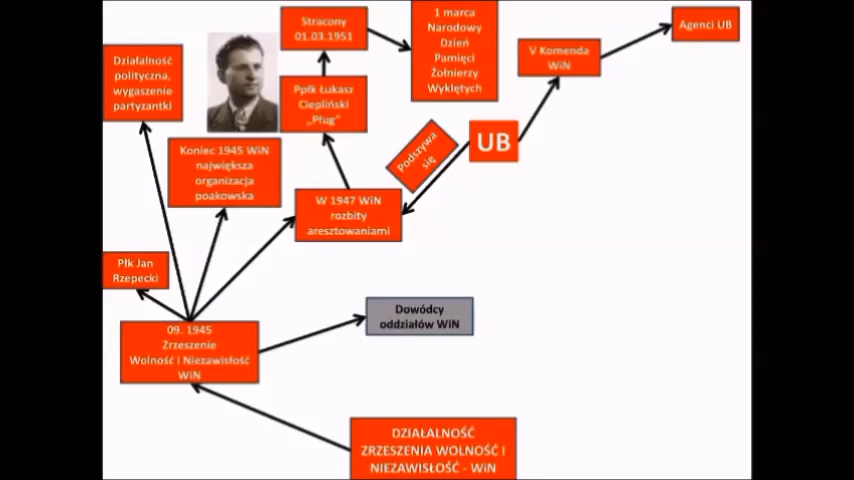 Stracony
01.03.1951
1 marca
Narodowy
Dzień
Pamięci
Żołnierzy
Wyklętych
Agenci UB
V Komenda
WiN
Działalność
polityczna,
wygaszenie
partyzantki
Ppłk Łukasz
Ciepliński
„Pług”
Podszywa
się
UB
Koniec 1945 WiN
największa
organizacja
poakowska
W 1947 WiN
rozbity
aresztowaniami
Płk Jan
Rzepecki
Dowódcy
oddziałów WiN
09. 1945
Zrzeszenie
Wolność i Niezawisłość
WiN
DZIAŁALNOŚĆ
ZRZESZENIA WOLNOŚĆ I
NIEZAWISŁOŚĆ - WiN